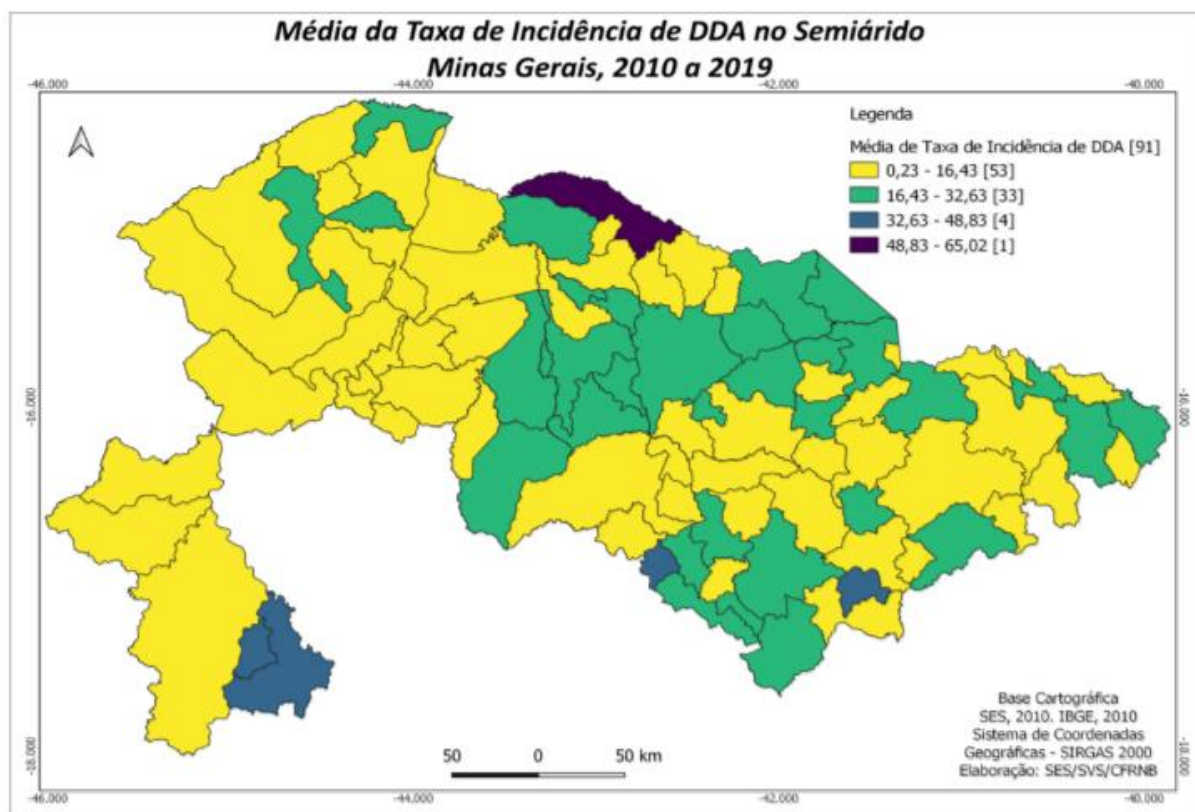 Média da Taxa de Incidência de DDA no Semiárido
Minas Gerais, 2010 a 2019
-46.000 -44.000 -42.000 -40.000
Legenda
Média de Taxa de Incidência de DDA [91]
0,23 - 16,43 [53]
16,43 - 32,63 [33]
32,63 - 48,83 [4]
48,83 - 65,02 [1]
-16.000 -16.000
Base Cartográfica
SES, 2010. IBGE, 2010
Sistema de Coordenadas
Geográficas - SIRGAS 2000
Elaboração: SES/SVS/CFRNB
50 0 50 km
-18.000 -18.000
-46.000 -44.000 -42.000 -40.000